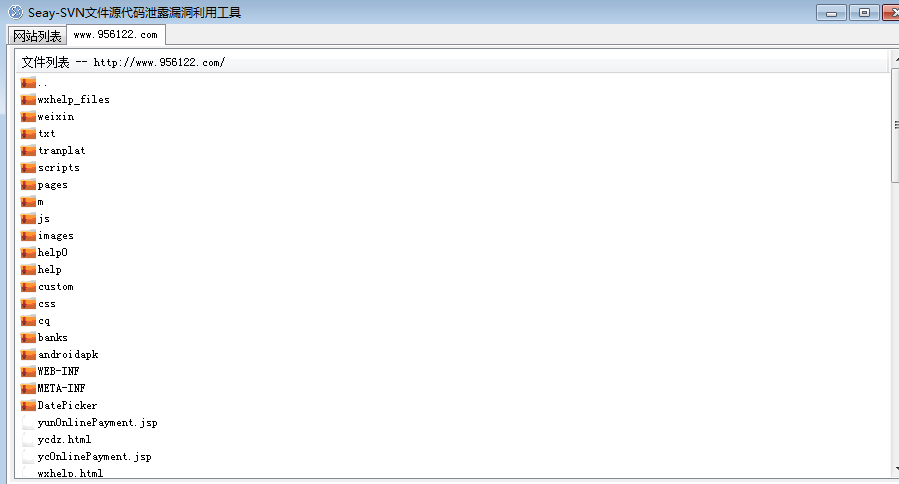 Seay-SVN文件源代码泄露漏洞利用工具
网站列表 www.956122.com
文件列表 -- http://www.956122.com/
..
wxhelp_files
weixin
txt
tranplat
scripts
pages
m
js
images
help0
help
custom
css
cq
banks
androidapk
WEB-INF
META-INF
DatePicker
yunOnlinePayment.jsp
ycdz.html
ycOnlinePayment.jsp
wxhelp.html